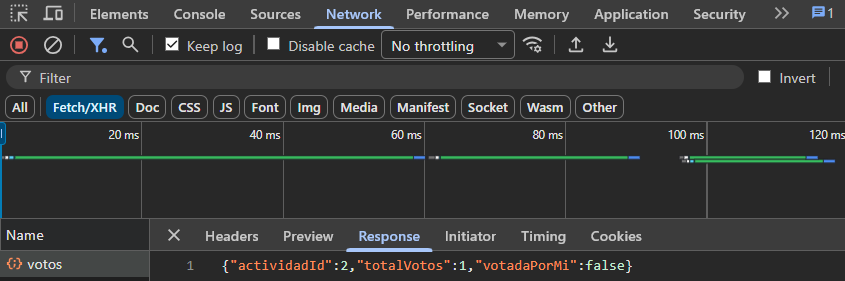 Elements Console Sources Network Performance Memory Application Security 1
Keep log Disable cache No throttling
Filter Invert
All Fetch/XHR Doc CSS JS Font Img Media Manifest Socket Wasm Other
20 ms 40 ms 60 ms 80 ms 100 ms 120 ms
Name Headers Preview Response Initiator Timing Cookies
votos 1 {"actividadId":2,"totalVotos":1,"votadaPorMi":false}